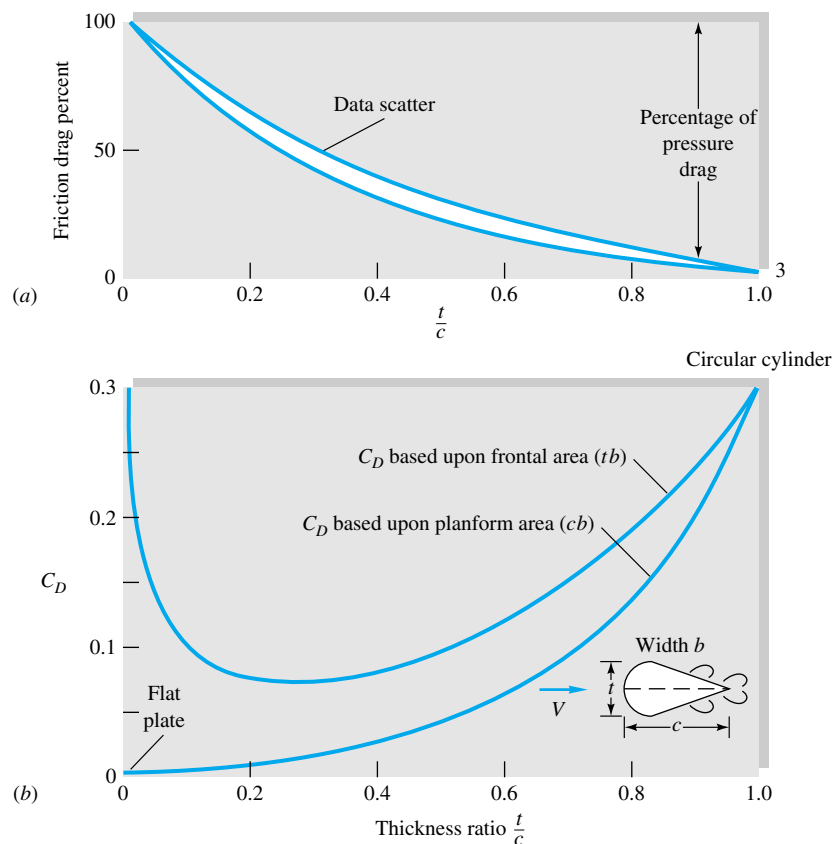 100
50
0
Friction drag percent
Data scatter
Percentage of
pressure
drag
3
(a)
0
0.2
0.4
0.6
0.8
1.0
t
c
Circular cylinder
0.3
0.2
0.1
0
C_D
C_D based upon frontal area (tb)
C_D based upon planform area (cb)
Flat
plate
Width b
t
V
c
(b)
0
0.2
0.4
0.6
0.8
1.0
Thickness ratio t/c